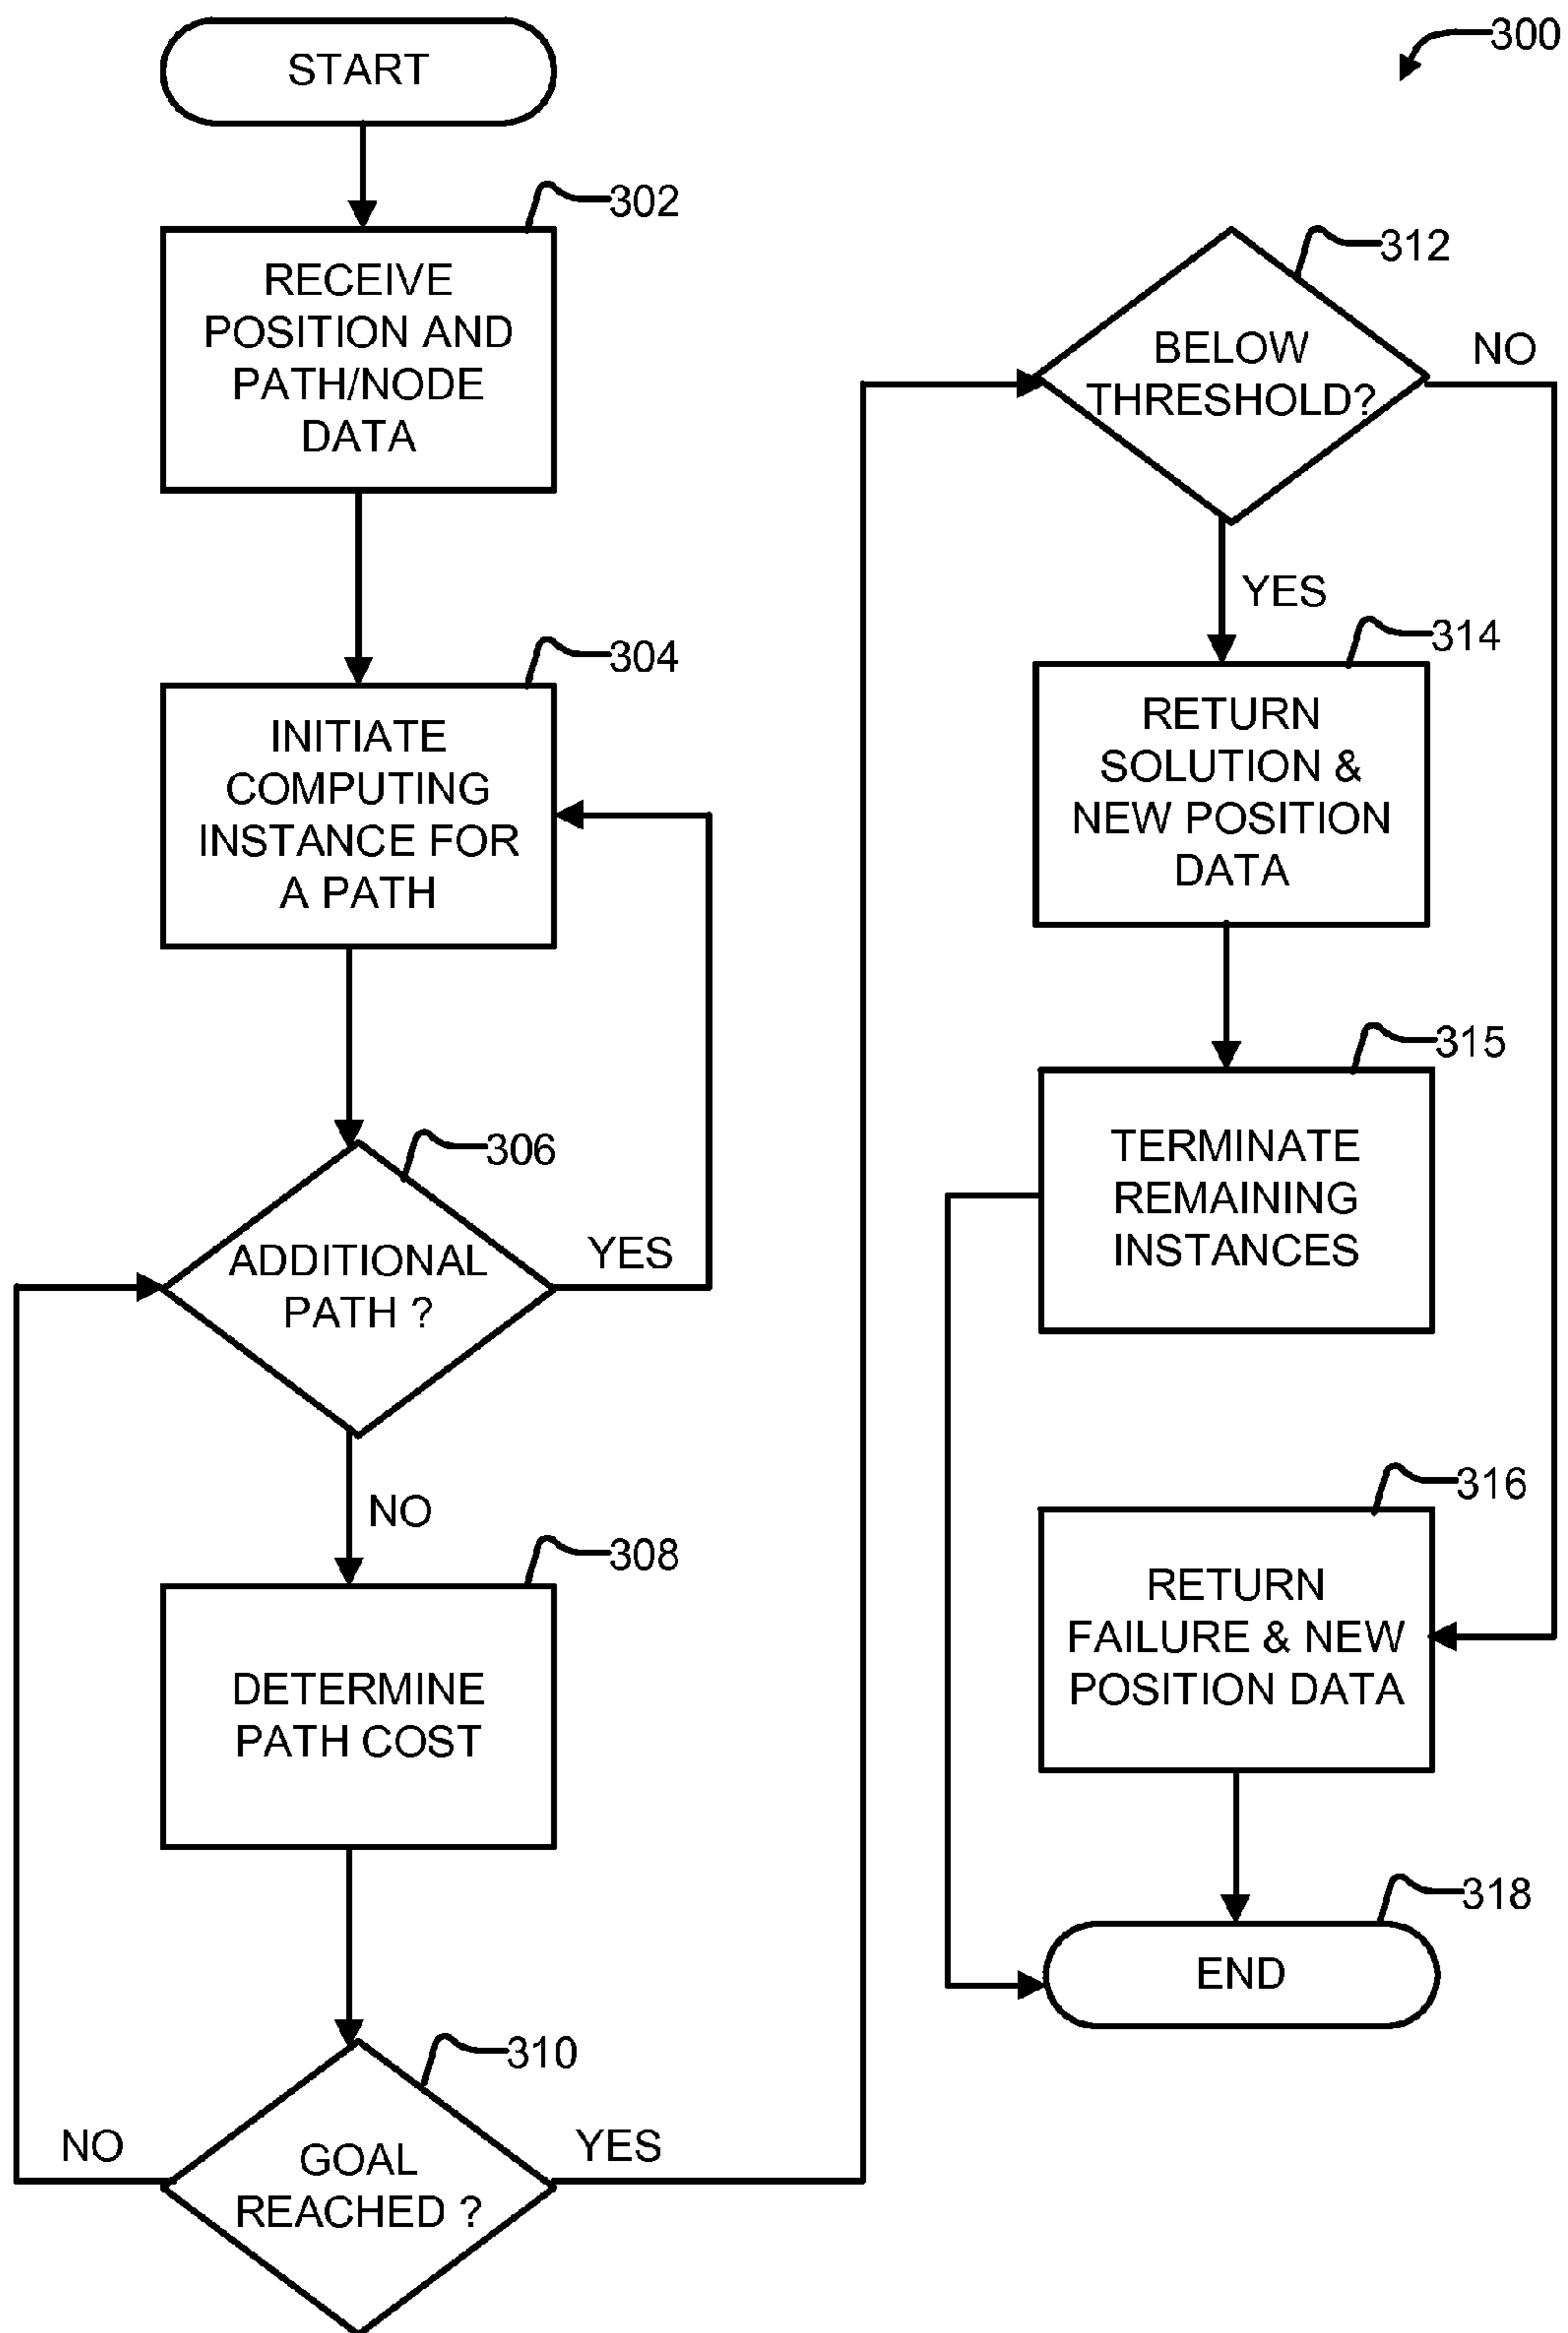 START
302
RECEIVE
POSITION AND
PATH/NODE
DATA
304
INITIATE
COMPUTING
INSTANCE FOR
A PATH
306
ADDITIONAL
PATH ?
YES
NO
308
DETERMINE
PATH COST
310
GOAL
REACHED ?
NO
YES
300
312
BELOW
THRESHOLD?
NO
YES
314
RETURN
SOLUTION &
NEW POSITION
DATA
315
TERMINATE
REMAINING
INSTANCES
316
RETURN
FAILURE & NEW
POSITION DATA
318
END